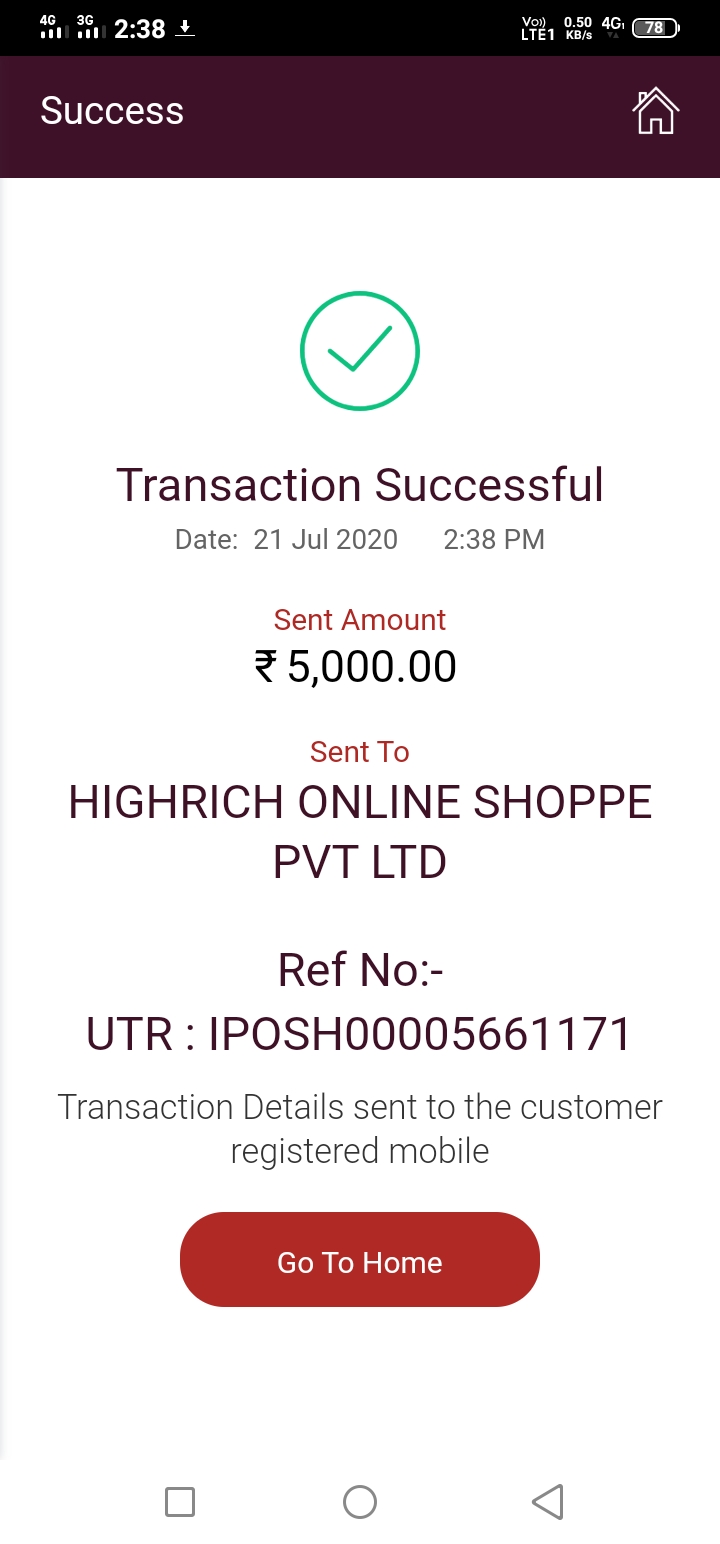 4G 3G 2:38 Vo)) LTE1 0.50 KB/s 4G1 78
Success
Transaction Successful
Date: 21 Jul 2020 2:38 PM
Sent Amount
₹ 5,000.00
Sent To
HIGHRICH ONLINE SHOPPE
PVT LTD
Ref No:-
UTR : IPOSH00005661171
Transaction Details sent to the customer
registered mobile
Go To Home